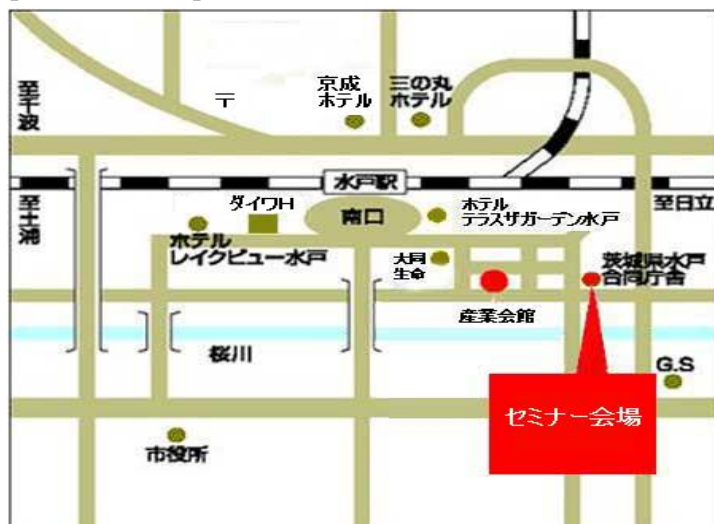 至千波
〒
京成
ホテル
三の丸
ホテル
水戸駅
至土浦
至日立
ダイワH
南口
ホテル
テラスザガーデン水戸
ホテル
レイクビュー水戸
大同
生命
茨城県水戸
合同庁舎
産業会館
桜川
G.S
セミナー会場
市役所